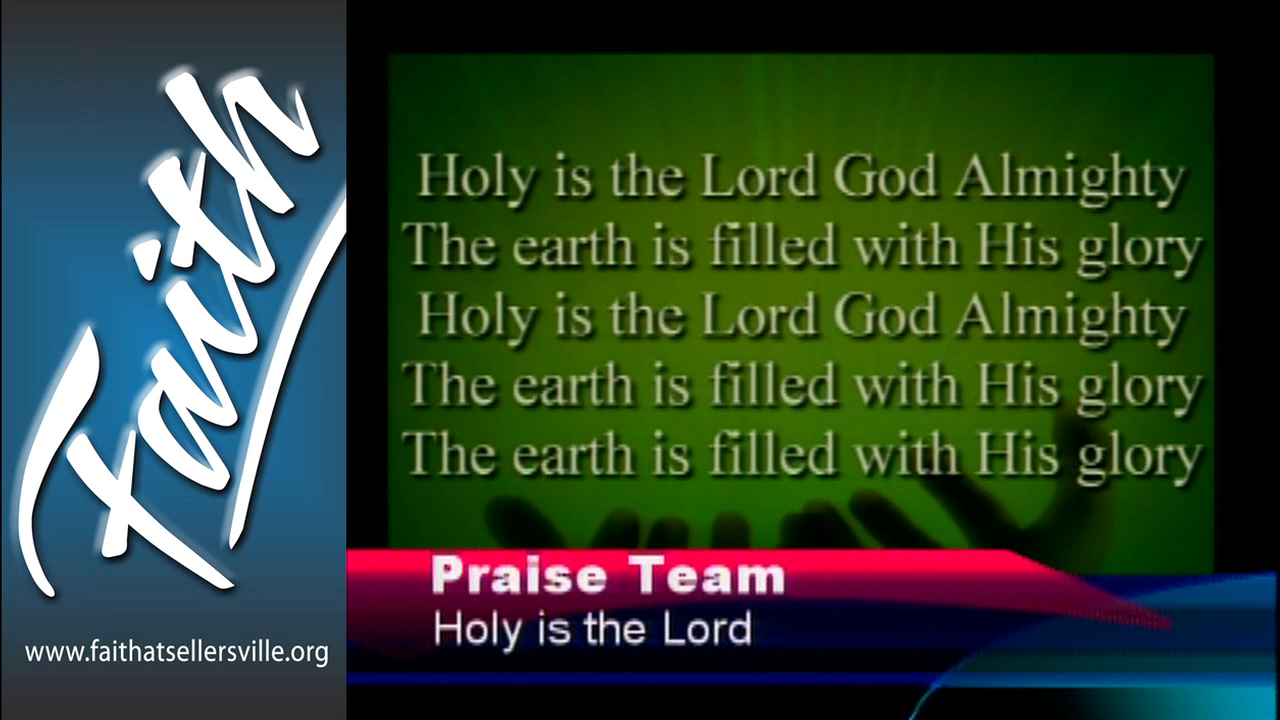 Faith
www.faithatsellersville.org
Holy is the Lord God Almighty
The earth is filled with His glory
Holy is the Lord God Almighty
The earth is filled with His glory
The earth is filled with His glory
Praise Team
Holy is the Lord